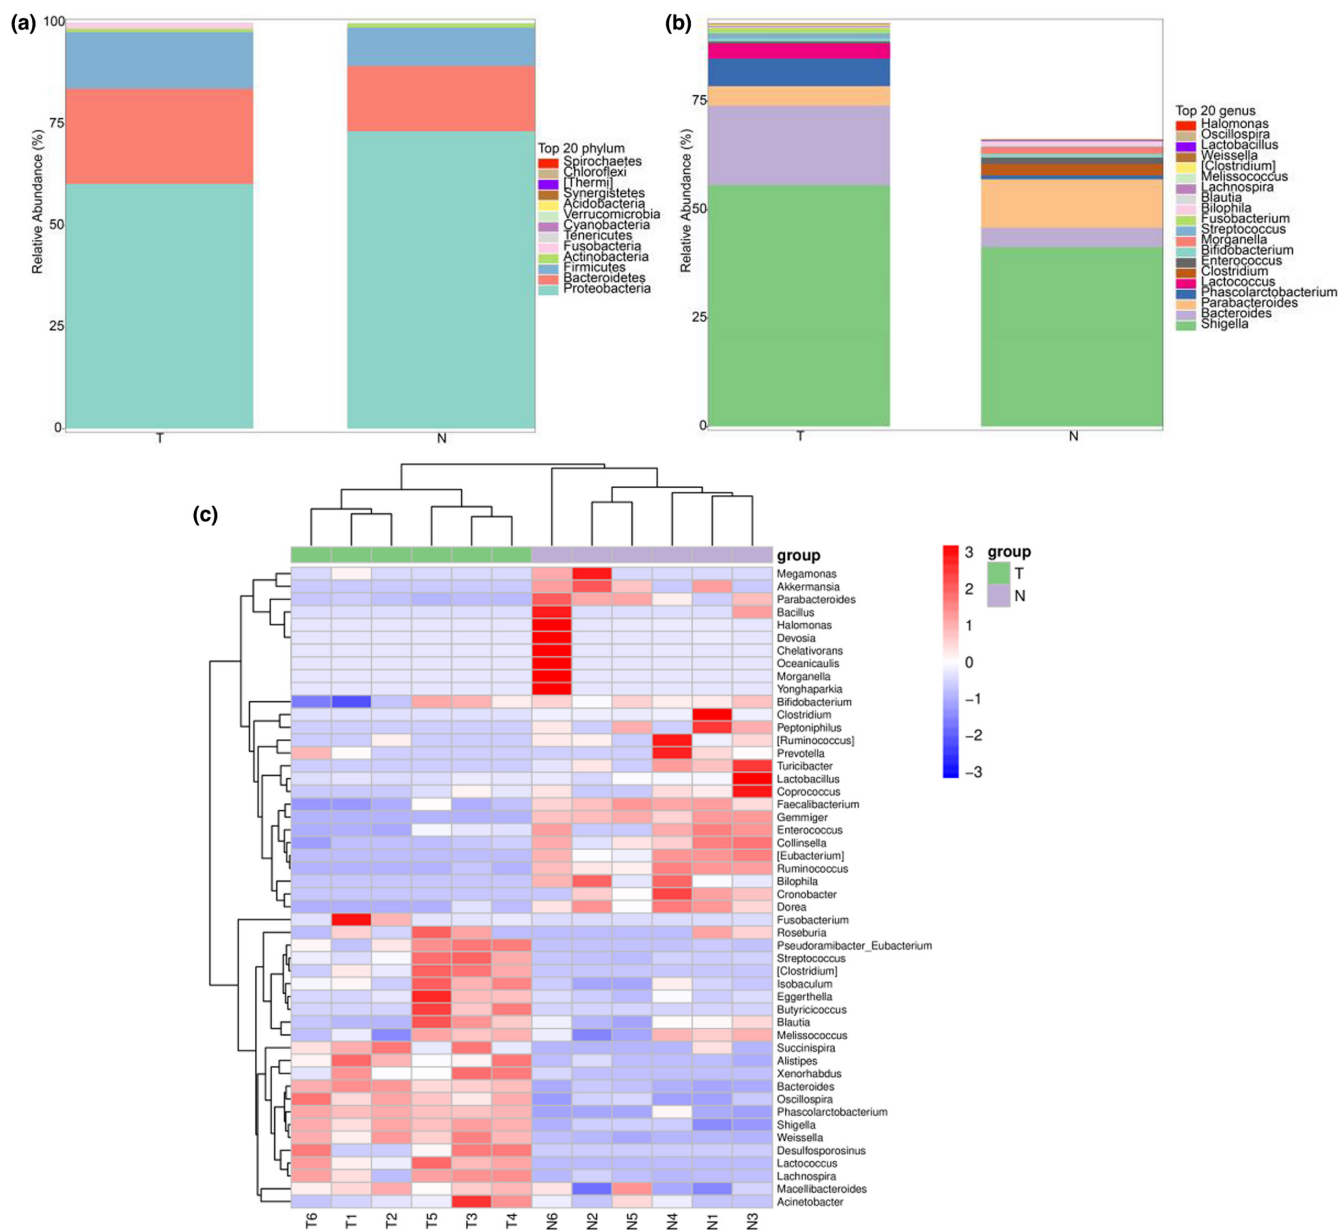 (a)
100
75
50
25
0
Relative Abundance (%)
T
N
Top 20 phylum
Spirochaetes
Chloroflexi
[Thermi]
Synergistetes
Acidobacteria
Verrucomicrobia
Cyanobacteria
Tenericutes
Fusobacteria
Actinobacteria
Firmicutes
Bacteroidetes
Proteobacteria
(b)
75
50
25
0
Relative Abundance (%)
T
N
Top 20 genus
Halomonas
Oscillospira
Lactobacillus
Weissella
[Clostridium]
Melissococcus
Lachnospira
Blautia
Bilophila
Fusobacterium
Streptococcus
Morganella
Bifidobacterium
Enterococcus
Clostridium
Lactococcus
Phascolarctobacterium
Parabacteroides
Bacteroides
Shigella
(c)
group
Megamonas
Akkermansia
Parabacteroides
Bacillus
Halomonas
Devosia
Chelativorans
Oceanicaulis
Morganella
Yonghaparkia
Bifidobacterium
Clostridium
Peptoniphilus
[Ruminococcus]
Prevotella
Turicibacter
Lactobacillus
Coprococcus
Faecalibacterium
Gemmiger
Enterococcus
Collinsella
[Eubacterium]
Ruminococcus
Bilophila
Cronobacter
Dorea
Fusobacterium
Roseburia
Pseudoramibacter_Eubacterium
Streptococcus
[Clostridium]
Isobaculum
Eggerthella
Butyricicoccus
Blautia
Melissococcus
Succinispira
Alistipes
Xenorhabdus
Bacteroides
Oscillospira
Phascolarctobacterium
Shigella
Weissella
Desulfosporosinus
Lactococcus
Lachnospira
Macellibacteroides
Acinetobacter
T6 T1 T2 T5 T3 T4 N6 N2 N5 N4 N1 N3
3
2
1
0
−1
−2
−3
group
T
N